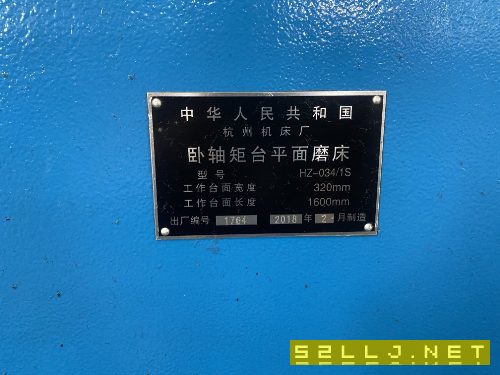 中华人民共和国
杭州机床厂
卧轴矩台平面磨床
型号 HZ-034/1S
工作台面宽度 320mm
工作台面长度 1600mm
出厂编号 1764 2018 年 2 月制造
52LLJ.NET